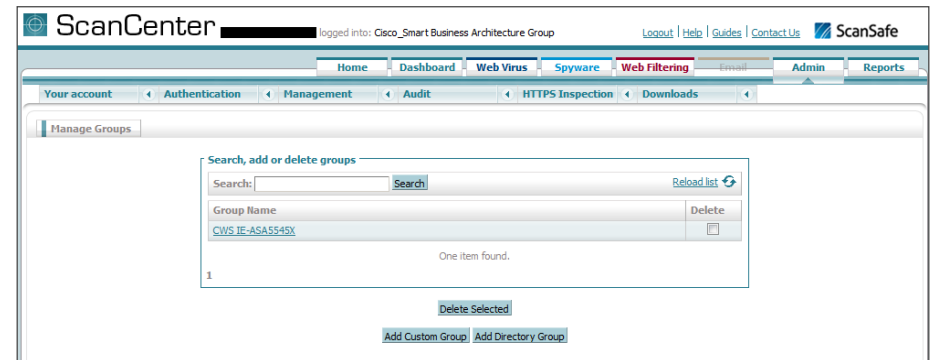 ScanCenter logged into: Cisco_Smart Business Architecture Group Logout | Help | Guides | Contact Us ScanSafe
Home Dashboard Web Virus Spyware Web Filtering Email Admin Reports
Your account Authentication Management Audit HTTPS Inspection Downloads
Manage Groups
Search, add or delete groups
Search: Search Reload list
Group Name Delete
CWS IE-ASA5545X
One item found.
1
Delete Selected
Add Custom Group Add Directory Group